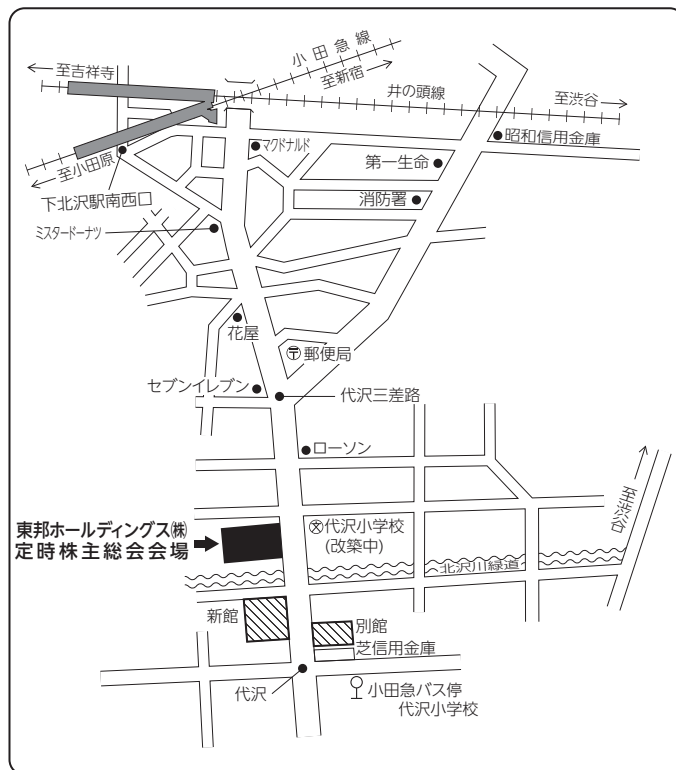 小田急線
至新宿
至吉祥寺
井の頭線
至渋谷
昭和信用金庫
マクドナルド
第一生命
至小田原
下北沢駅南西口
消防署
ミスタードーナツ
花屋
〒郵便局
セブンイレブン
代沢三差路
ローソン
至渋谷
東邦ホールディングス㈱
定時株主総会会場
文代沢小学校
(改築中)
北沢川緑道
新館
別館
芝信用金庫
代沢
小田急バス停
代沢小学校